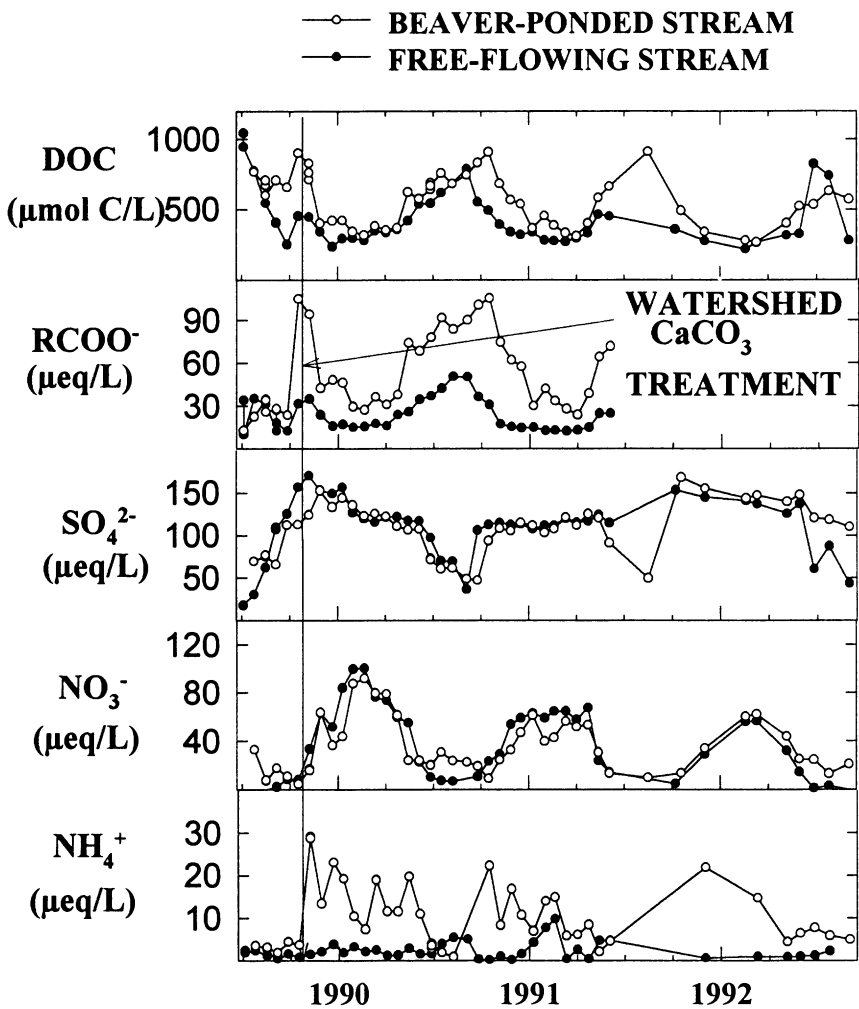 BEAVER-PONDED STREAM
FREE-FLOWING STREAM
DOC
(µmol C/L)
1000
500
RCOO⁻
(µeq/L)
90
60
30
WATERSHED
CaCO₃
TREATMENT
SO₄²⁻
(µeq/L)
150
100
50
NO₃⁻
(µeq/L)
120
80
40
NH₄⁺
(µeq/L)
30
20
10
1990 1991 1992